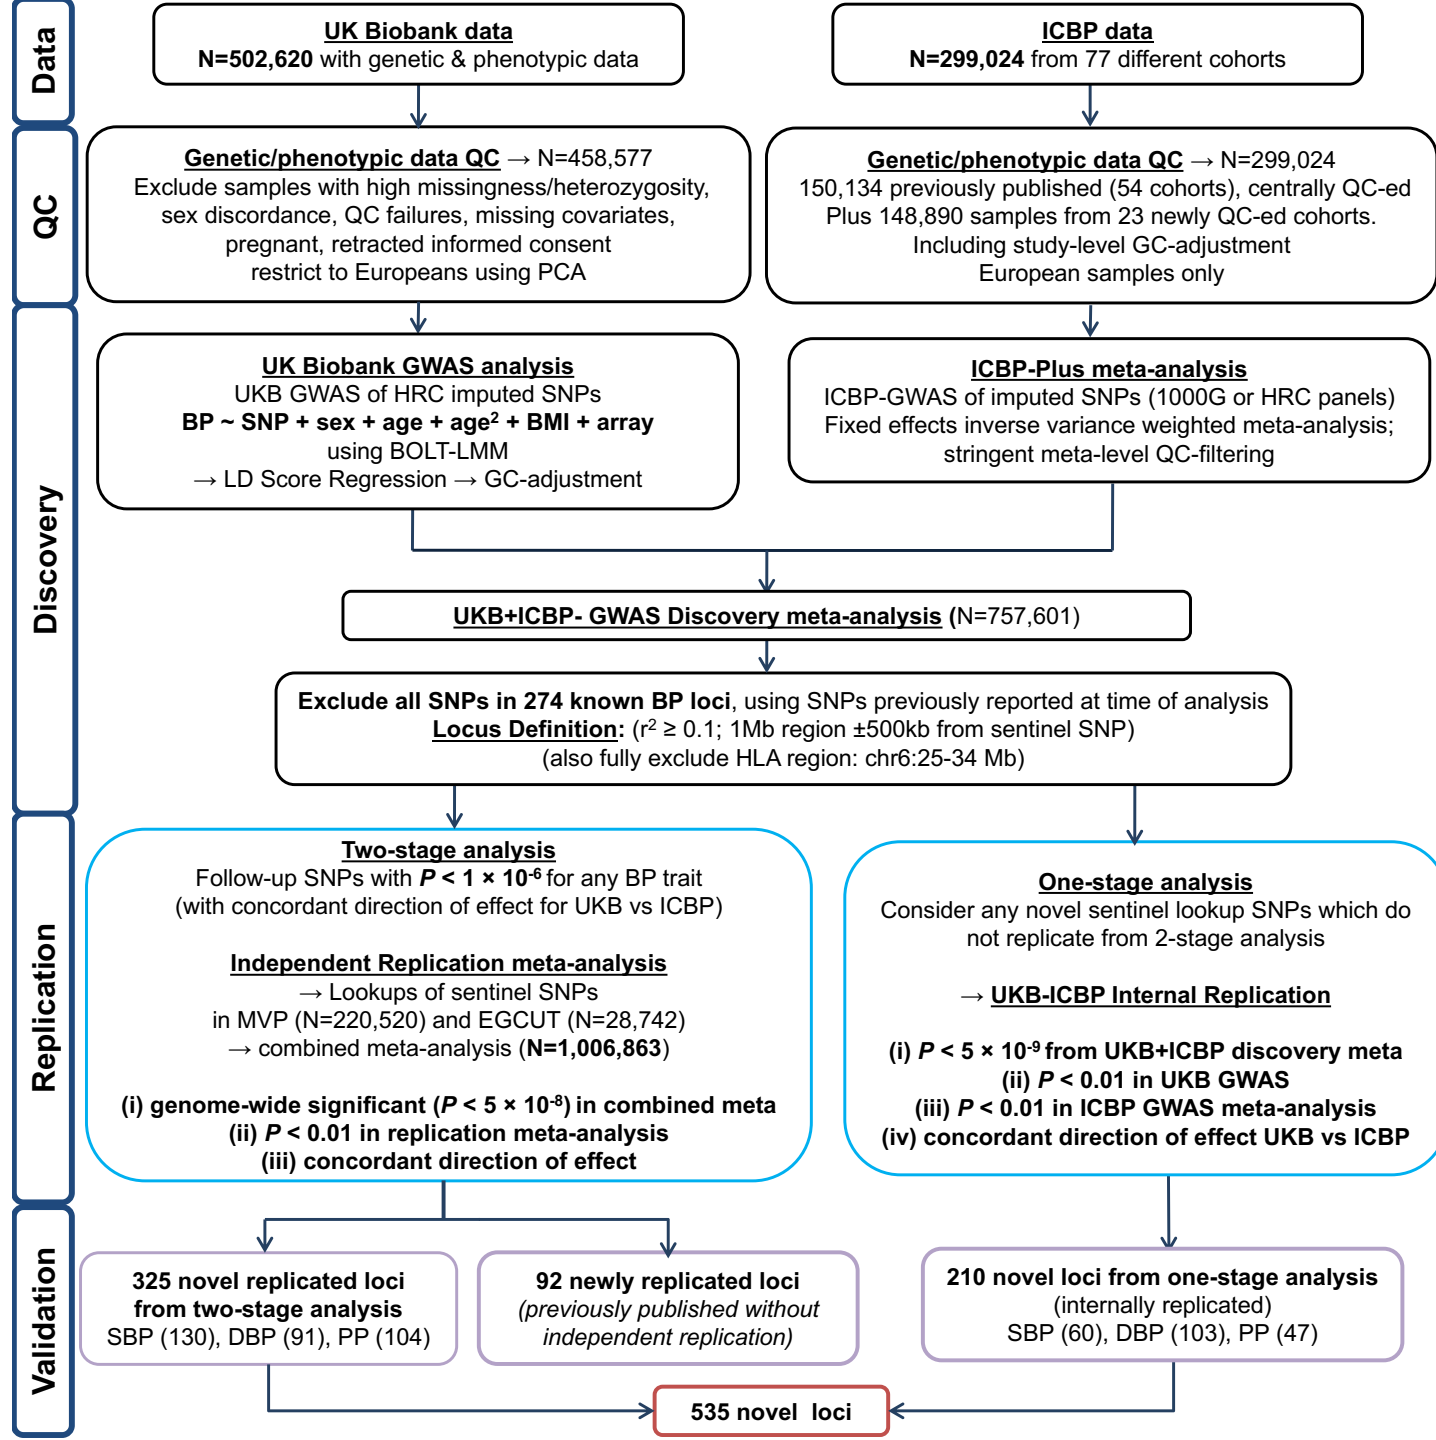 Data
UK Biobank data
N=502,620 with genetic & phenotypic data
ICBP data
N=299,024 from 77 different cohorts
QC
Genetic/phenotypic data QC → N=458,577
Exclude samples with high missingness/heterozygosity,
sex discordance, QC failures, missing covariates,
pregnant, retracted informed consent
restrict to Europeans using PCA
Genetic/phenotypic data QC → N=299,024
150,134 previously published (54 cohorts), centrally QC-ed
Plus 148,890 samples from 23 newly QC-ed cohorts.
Including study-level GC-adjustment
European samples only
Discovery
UK Biobank GWAS analysis
UKB GWAS of HRC imputed SNPs
BP ~ SNP + sex + age + age² + BMI + array
using BOLT-LMM
→ LD Score Regression → GC-adjustment
ICBP-Plus meta-analysis
ICBP-GWAS of imputed SNPs (1000G or HRC panels)
Fixed effects inverse variance weighted meta-analysis;
stringent meta-level QC-filtering
UKB+ICBP- GWAS Discovery meta-analysis (N=757,601)
Exclude all SNPs in 274 known BP loci, using SNPs previously reported at time of analysis
Locus Definition: (r² ≥ 0.1; 1Mb region ±500kb from sentinel SNP)
(also fully exclude HLA region: chr6:25-34 Mb)
Replication
Two-stage analysis
Follow-up SNPs with P < 1 × 10⁻⁶ for any BP trait
(with concordant direction of effect for UKB vs ICBP)
Independent Replication meta-analysis
→ Lookups of sentinel SNPs
in MVP (N=220,520) and EGCUT (N=28,742)
→ combined meta-analysis (N=1,006,863)
(i) genome-wide significant (P < 5 × 10⁻⁸) in combined meta
(ii) P < 0.01 in replication meta-analysis
(iii) concordant direction of effect
One-stage analysis
Consider any novel sentinel lookup SNPs which do
not replicate from 2-stage analysis
→ UKB-ICBP Internal Replication
(i) P < 5 × 10⁻⁹ from UKB+ICBP discovery meta
(ii) P < 0.01 in UKB GWAS
(iii) P < 0.01 in ICBP GWAS meta-analysis
(iv) concordant direction of effect UKB vs ICBP
Validation
325 novel replicated loci
from two-stage analysis
SBP (130), DBP (91), PP (104)
92 newly replicated loci
(previously published without
independent replication)
210 novel loci from one-stage analysis
(internally replicated)
SBP (60), DBP (103), PP (47)
535 novel loci